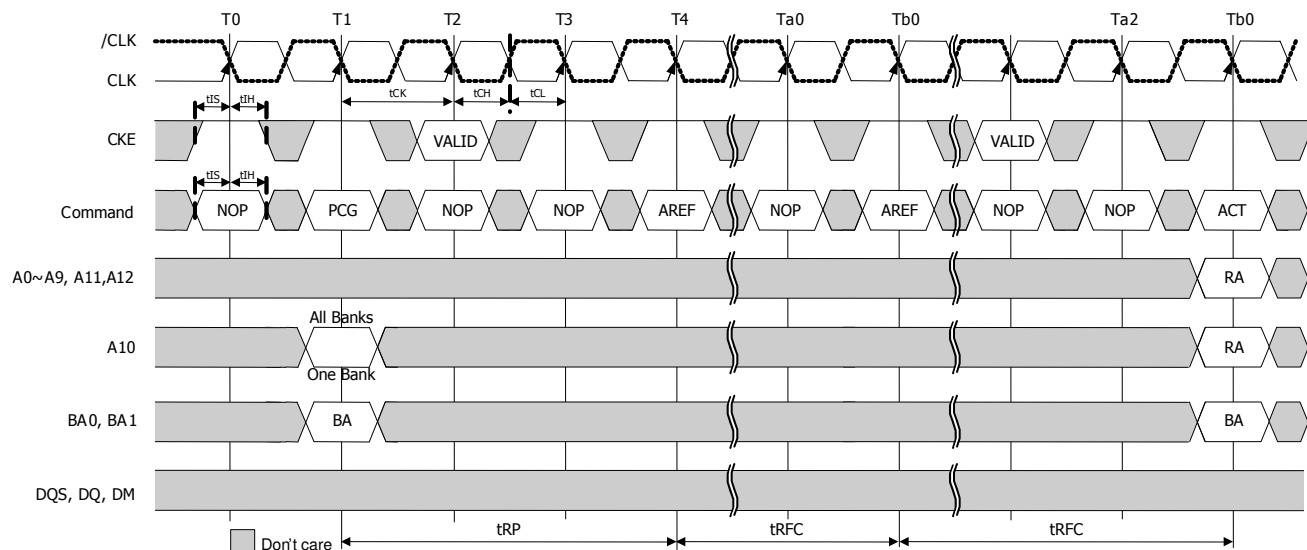 T0 T1 T2 T3 T4 Ta0 Tb0 Ta2 Tb0
/CLK
CLK
tCK tCH tCL
tIS tIH
CKE VALID VALID
tIS tIH
Command NOP PCG NOP NOP AREF NOP AREF NOP NOP ACT
A0~A9, A11,A12 RA
All Banks
A10 RA
One Bank
BA0, BA1 BA BA
DQS, DQ, DM
tRP tRFC tRFC
Don't care